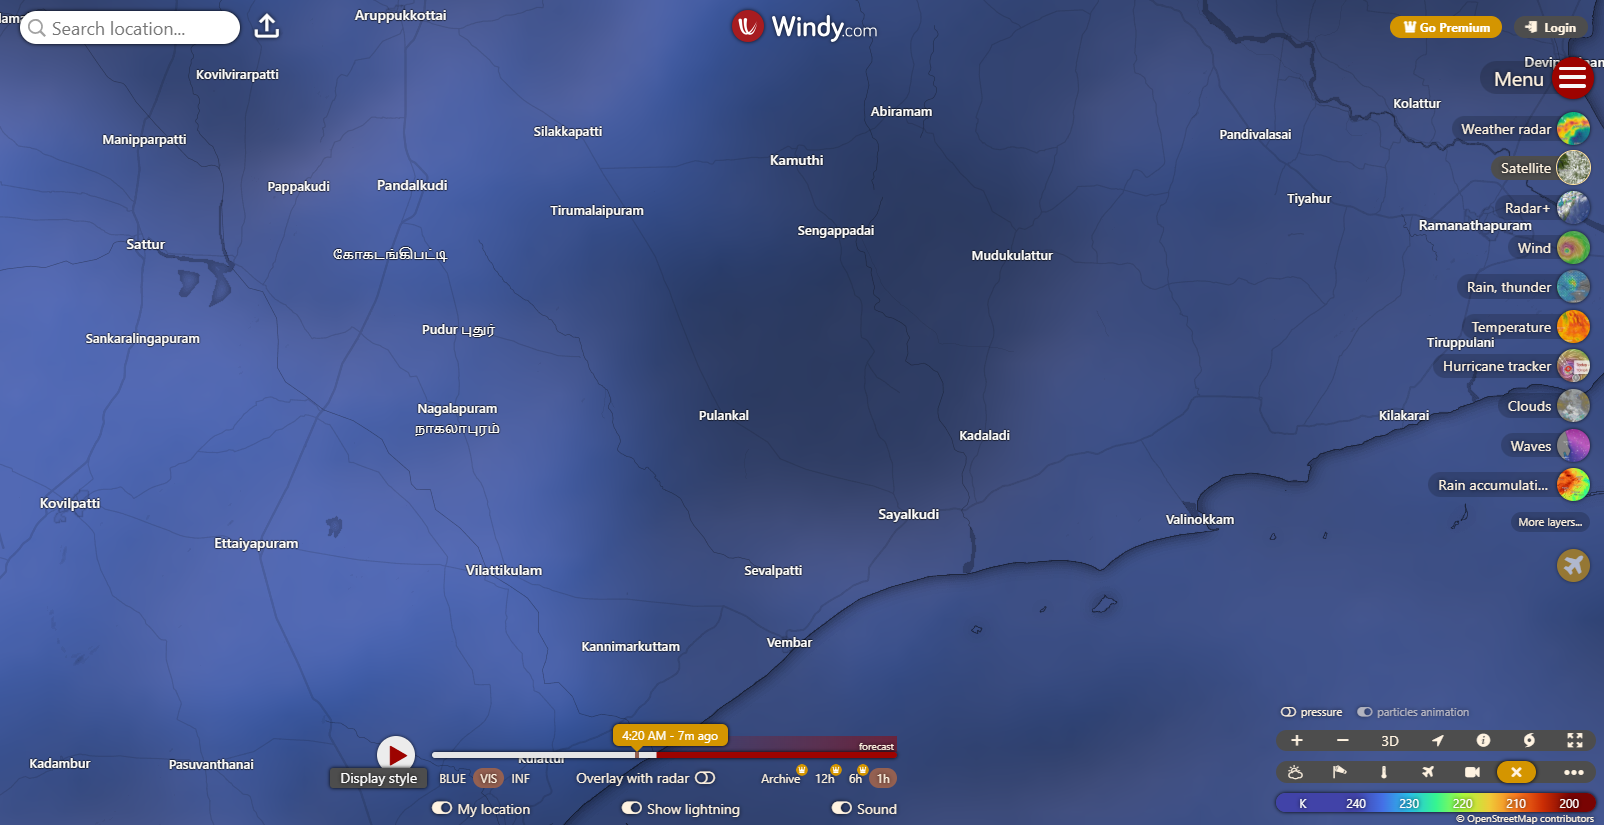 Search location...
Windy.com
Go Premium
Login
Aruppukkottai
Menu
Kovilvirarpatti
Kolattur
Abiramam
Silakkapatti
Weather radar
Pandivalasai
Manipparpatti
Kamuthi
Satellite
Pappakudi
Pandalkudi
Tiyahur
Radar+
Tirumalaipuram
Ramanathapuram
Sengappadai
Sattur
Wind
கோகடங்கிபட்டி
Mudukulattur
Rain, thunder
Temperature
Pudur புதுர்
Sankaralingapuram
Tiruppulani
Hurricane tracker
Clouds
Nagalapuram
நாகலாபுரம்
Pulankal
Kilakarai
Kadaladi
Waves
Rain accumulati...
Kovilpatti
Sayalkudi
Valinokkam
More layers...
Ettaiyapuram
Vilattikulam
Sevalpatti
Kannimarkuttam
Vembar
pressure
particles animation
4:20 AM - 7m ago
forecast
3D
Kulattur
Kadambur
Pasuvanthanai
Display style
BLUE
VIS
INF
Overlay with radar
Archive
12h
6h
1h
My location
Show lightning
Sound
K 240 230 220 210 200
© OpenStreetMap contributors